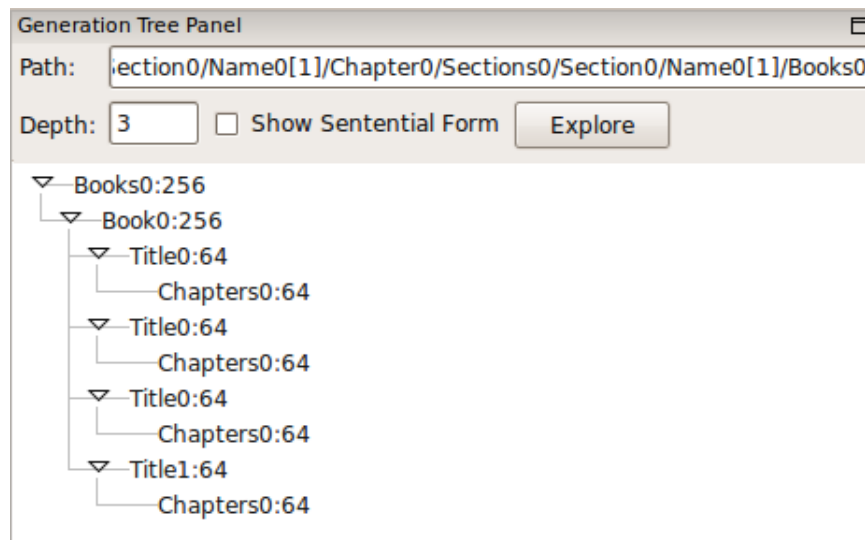 Generation Tree Panel
Path: Section0/Name0[1]/Chapter0/Sections0/Section0/Name0[1]/Books0
Depth: 3 Show Sentential Form Explore
Books0:256
Book0:256
Title0:64
Chapters0:64
Title0:64
Chapters0:64
Title0:64
Chapters0:64
Title1:64
Chapters0:64